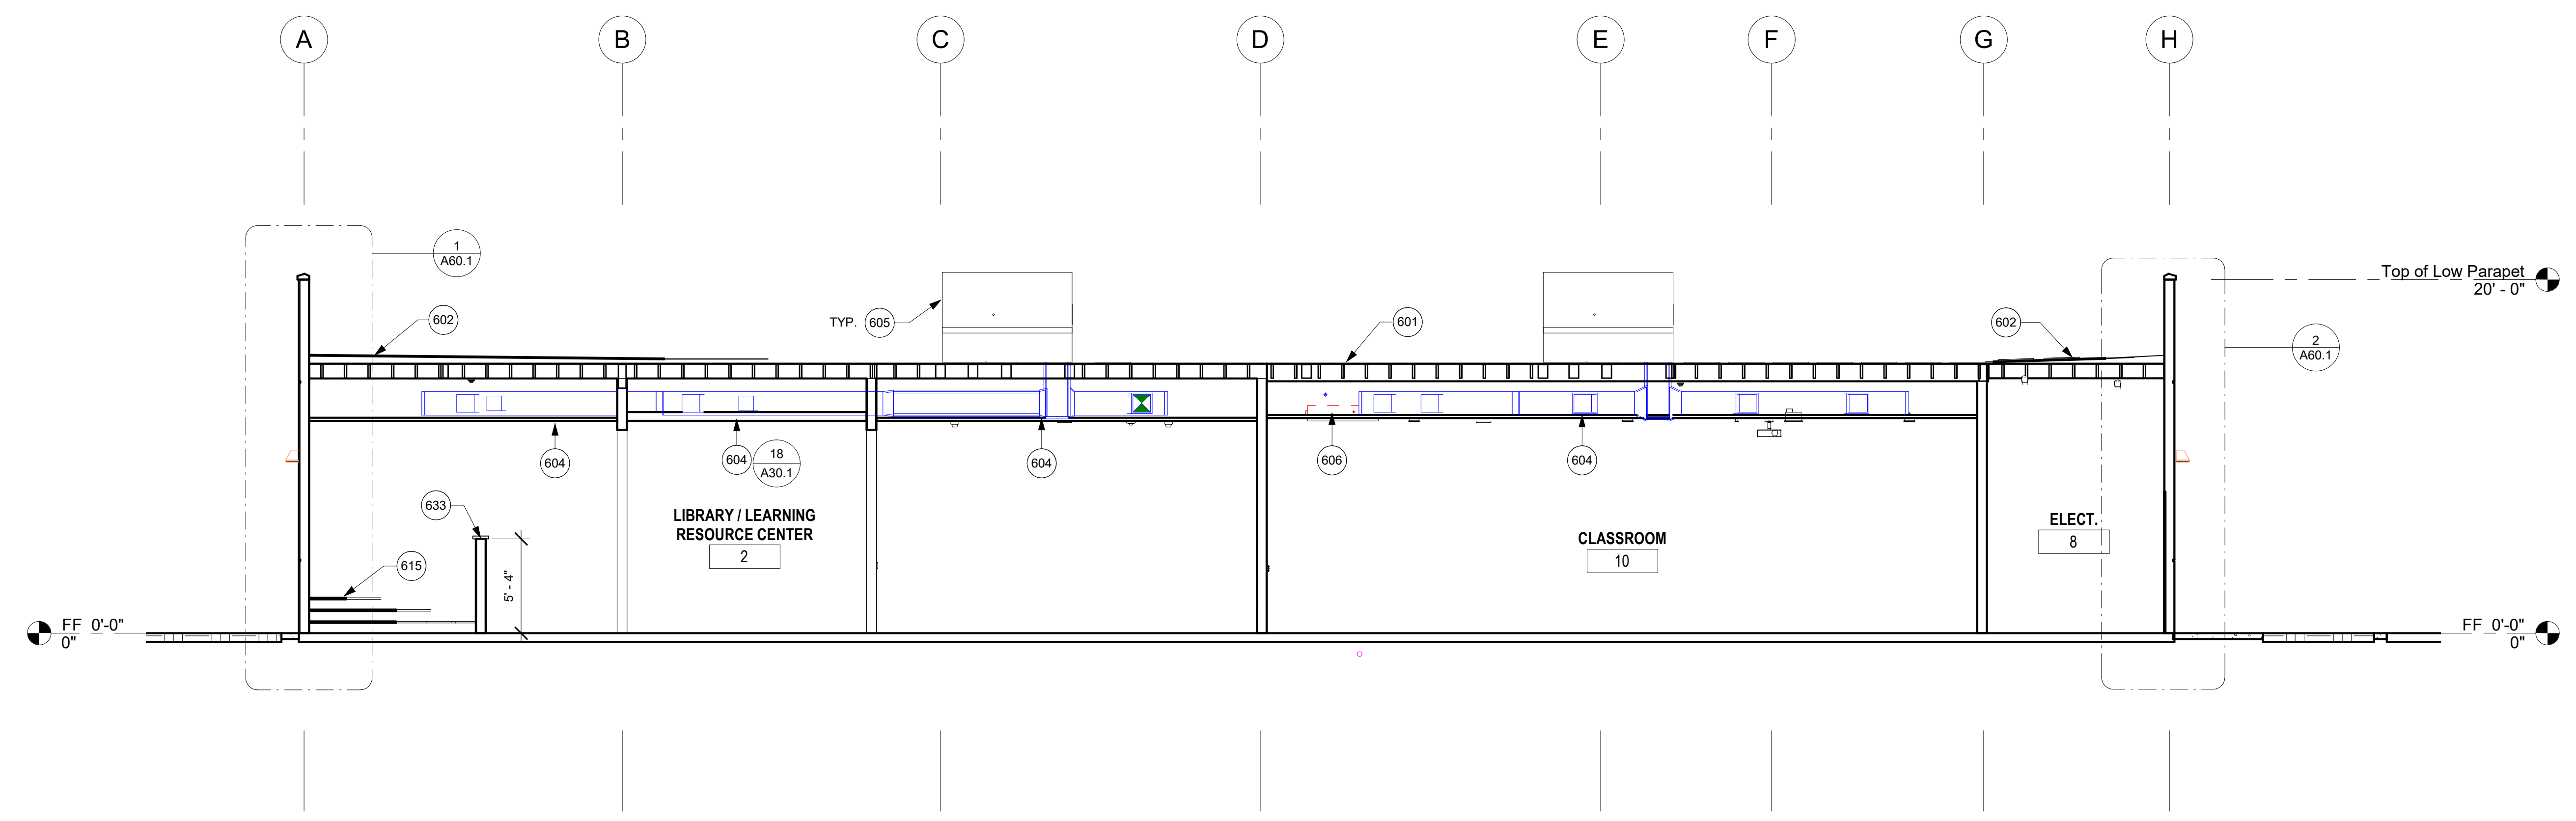 A
B
C
D
E
F
G
H
1
A60.1
602
TYP.
605
601
602
Top of Low Parapet
20' - 0"
2
A60.1
604
604
18
A30.1
604
606
604
633
615
5' - 4"
LIBRARY / LEARNING
RESOURCE CENTER
2
CLASSROOM
10
ELECT.
8
FF 0'-0"
0"
FF 0'-0"
0"